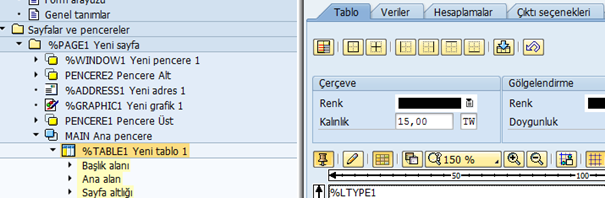 Form arayüzü
Genel tanımlar
Sayfalar ve pencereler
%PAGE1 Yeni sayfa
%WINDOW1 Yeni pencere 1
PENCERE2 Pencere Alt
%ADDRESS1 Yeni adres 1
%GRAPHIC1 Yeni grafik 1
PENCERE1 Pencere Üst
MAIN Ana pencere
%TABLE1 Yeni tablo 1
Başlık alanı
Ana alan
Sayfa altlığı
Tablo Veriler Hesaplamalar Çıktı seçenekleri
Çerçeve Gölgelendirme
Renk Renk
Kalınlık 15,00 TW Doygunluk
150 %
50 100
%LTYPE1